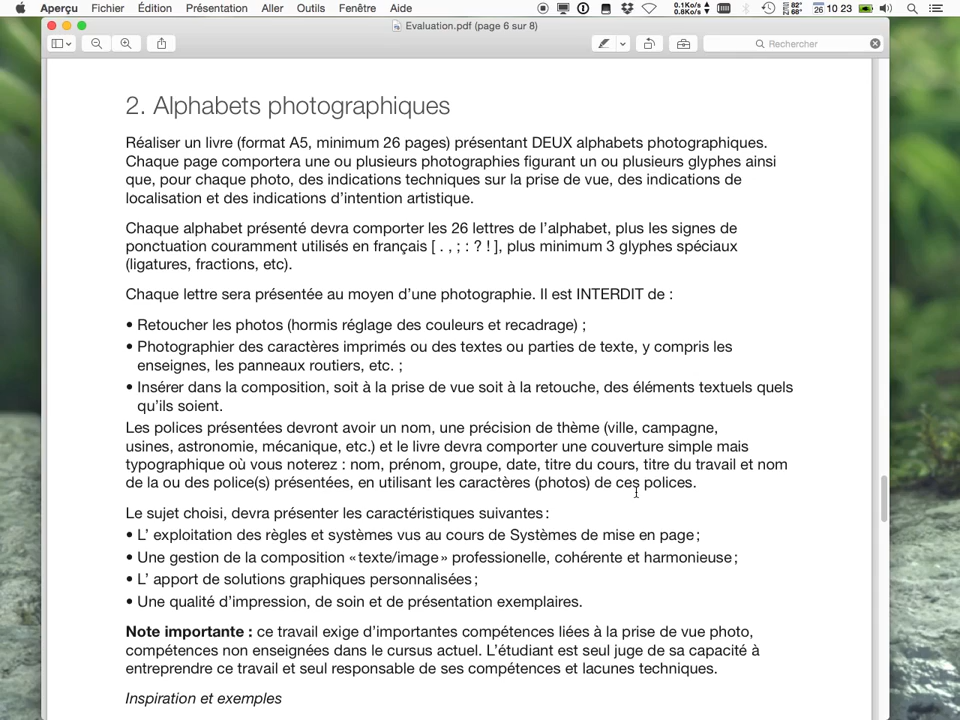 Aperçu Fichier Édition Présentation Aller Outils Fenêtre Aide 0.1Ko/s 0.8Ko/s 82° 68° 26 10 23
Evaluation.pdf (page 6 sur 8)
Rechercher
2. Alphabets photographiques
Réaliser un livre (format A5, minimum 26 pages) présentant DEUX alphabets photographiques.
Chaque page comportera une ou plusieurs photographies figurant un ou plusieurs glyphes ainsi
que, pour chaque photo, des indications techniques sur la prise de vue, des indications de
localisation et des indications d’intention artistique.
Chaque alphabet présenté devra comporter les 26 lettres de l’alphabet, plus les signes de
ponctuation couramment utilisés en français [ . , ; : ? ! ], plus minimum 3 glyphes spéciaux
(ligatures, fractions, etc).
Chaque lettre sera présentée au moyen d’une photographie. Il est INTERDIT de :
• Retoucher les photos (hormis réglage des couleurs et recadrage) ;
• Photographier des caractères imprimés ou des textes ou parties de texte, y compris les
enseignes, les panneaux routiers, etc. ;
• Insérer dans la composition, soit à la prise de vue soit à la retouche, des éléments textuels quels
qu’ils soient.
Les polices présentées devront avoir un nom, une précision de thème (ville, campagne,
usines, astronomie, mécanique, etc.) et le livre devra comporter une couverture simple mais
typographique où vous noterez : nom, prénom, groupe, date, titre du cours, titre du travail et nom
de la ou des police(s) présentées, en utilisant les caractères (photos) de ces polices.
Le sujet choisi, devra présenter les caractéristiques suivantes :
• L’ exploitation des règles et systèmes vus au cours de Systèmes de mise en page ;
• Une gestion de la composition « texte/image » professionelle, cohérente et harmonieuse ;
• L’ apport de solutions graphiques personnalisées ;
• Une qualité d’impression, de soin et de présentation exemplaires.
Note importante : ce travail exige d’importantes compétences liées à la prise de vue photo,
compétences non enseignées dans le cursus actuel. L’étudiant est seul juge de sa capacité à
entreprendre ce travail et seul responsable de ses compétences et lacunes techniques.
Inspiration et exemples